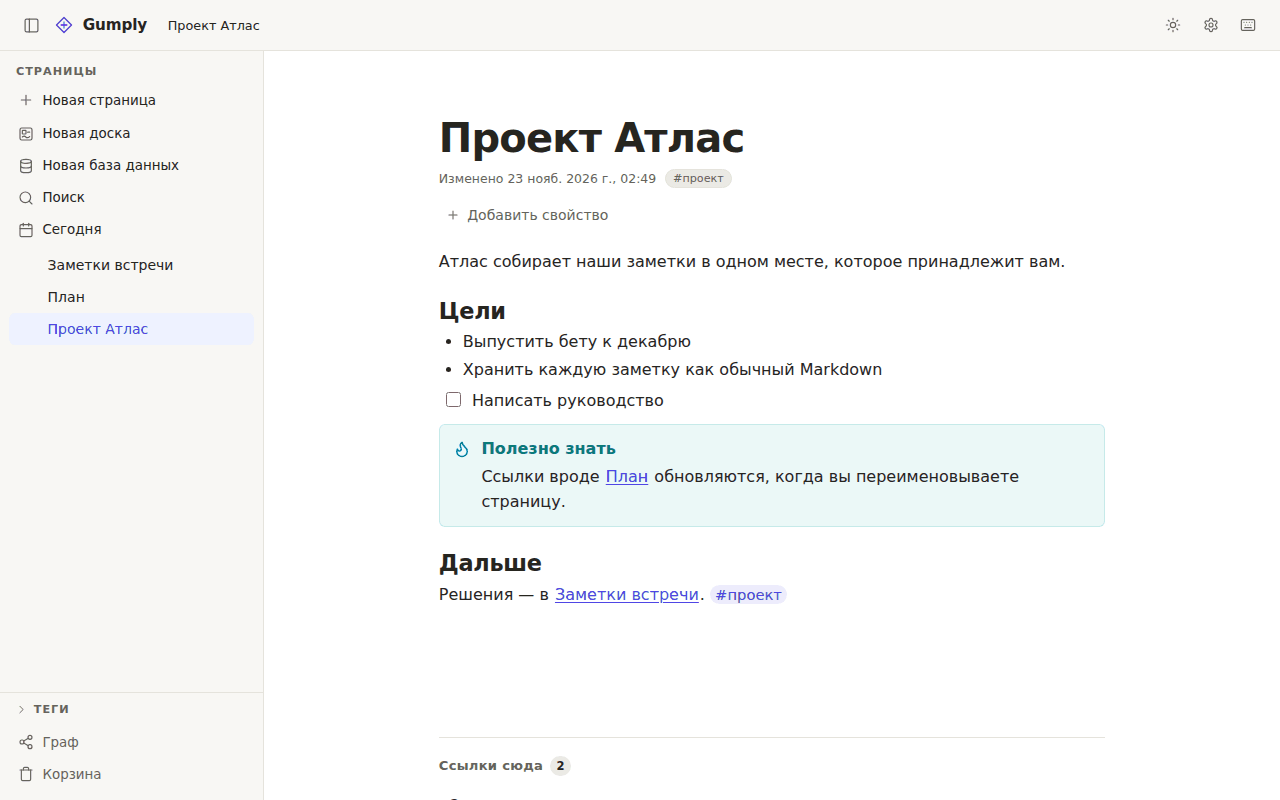 Gumply
Проект Атлас
СТРАНИЦЫ
Новая страница
Новая доска
Новая база данных
Поиск
Сегодня
Заметки встречи
План
Проект Атлас
ТЕГИ
Граф
Корзина
Проект Атлас
Изменено 23 нояб. 2026 г., 02:49 #проект
Добавить свойство
Атлас собирает наши заметки в одном месте, которое принадлежит вам.
Цели
• Выпустить бету к декабрю
• Хранить каждую заметку как обычный Markdown
Написать руководство
Полезно знать
Ссылки вроде План обновляются, когда вы переименовываете
страницу.
Дальше
Решения — в Заметки встречи. #проект
Ссылки сюда 2